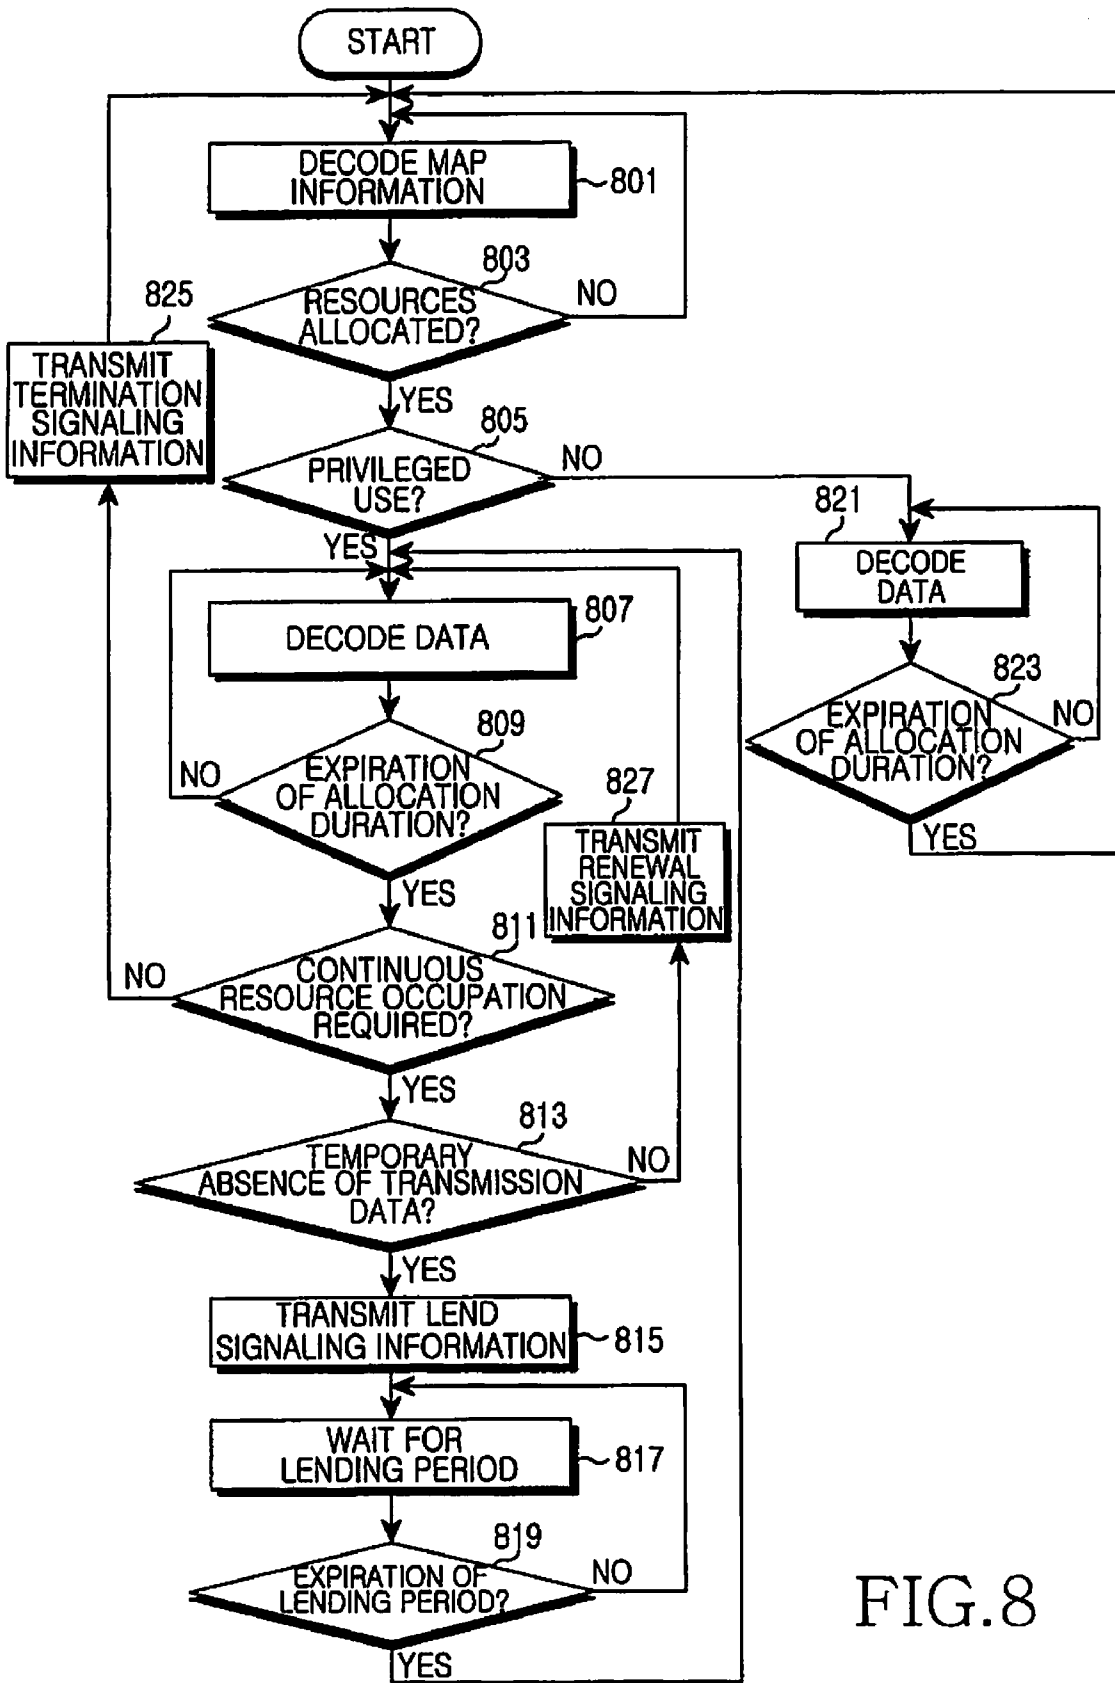 START
DECODE MAP
INFORMATION
801
803
RESOURCES
ALLOCATED?
NO
YES
825
TRANSMIT
TERMINATION
SIGNALING
INFORMATION
805
PRIVILEGED
USE?
NO
YES
821
DECODE
DATA
DECODE DATA
807
823
EXPIRATION
OF ALLOCATION
DURATION?
NO
YES
809
EXPIRATION
OF ALLOCATION
DURATION?
NO
YES
827
TRANSMIT
RENEWAL
SIGNALING
INFORMATION
811
CONTINUOUS
RESOURCE OCCUPATION
REQUIRED?
NO
YES
813
TEMPORARY
ABSENCE OF TRANSMISSION
DATA?
NO
YES
TRANSMIT LEND
SIGNALING INFORMATION
815
WAIT FOR
LENDING PERIOD
817
819
EXPIRATION OF
LENDING PERIOD?
NO
YES
FIG.8